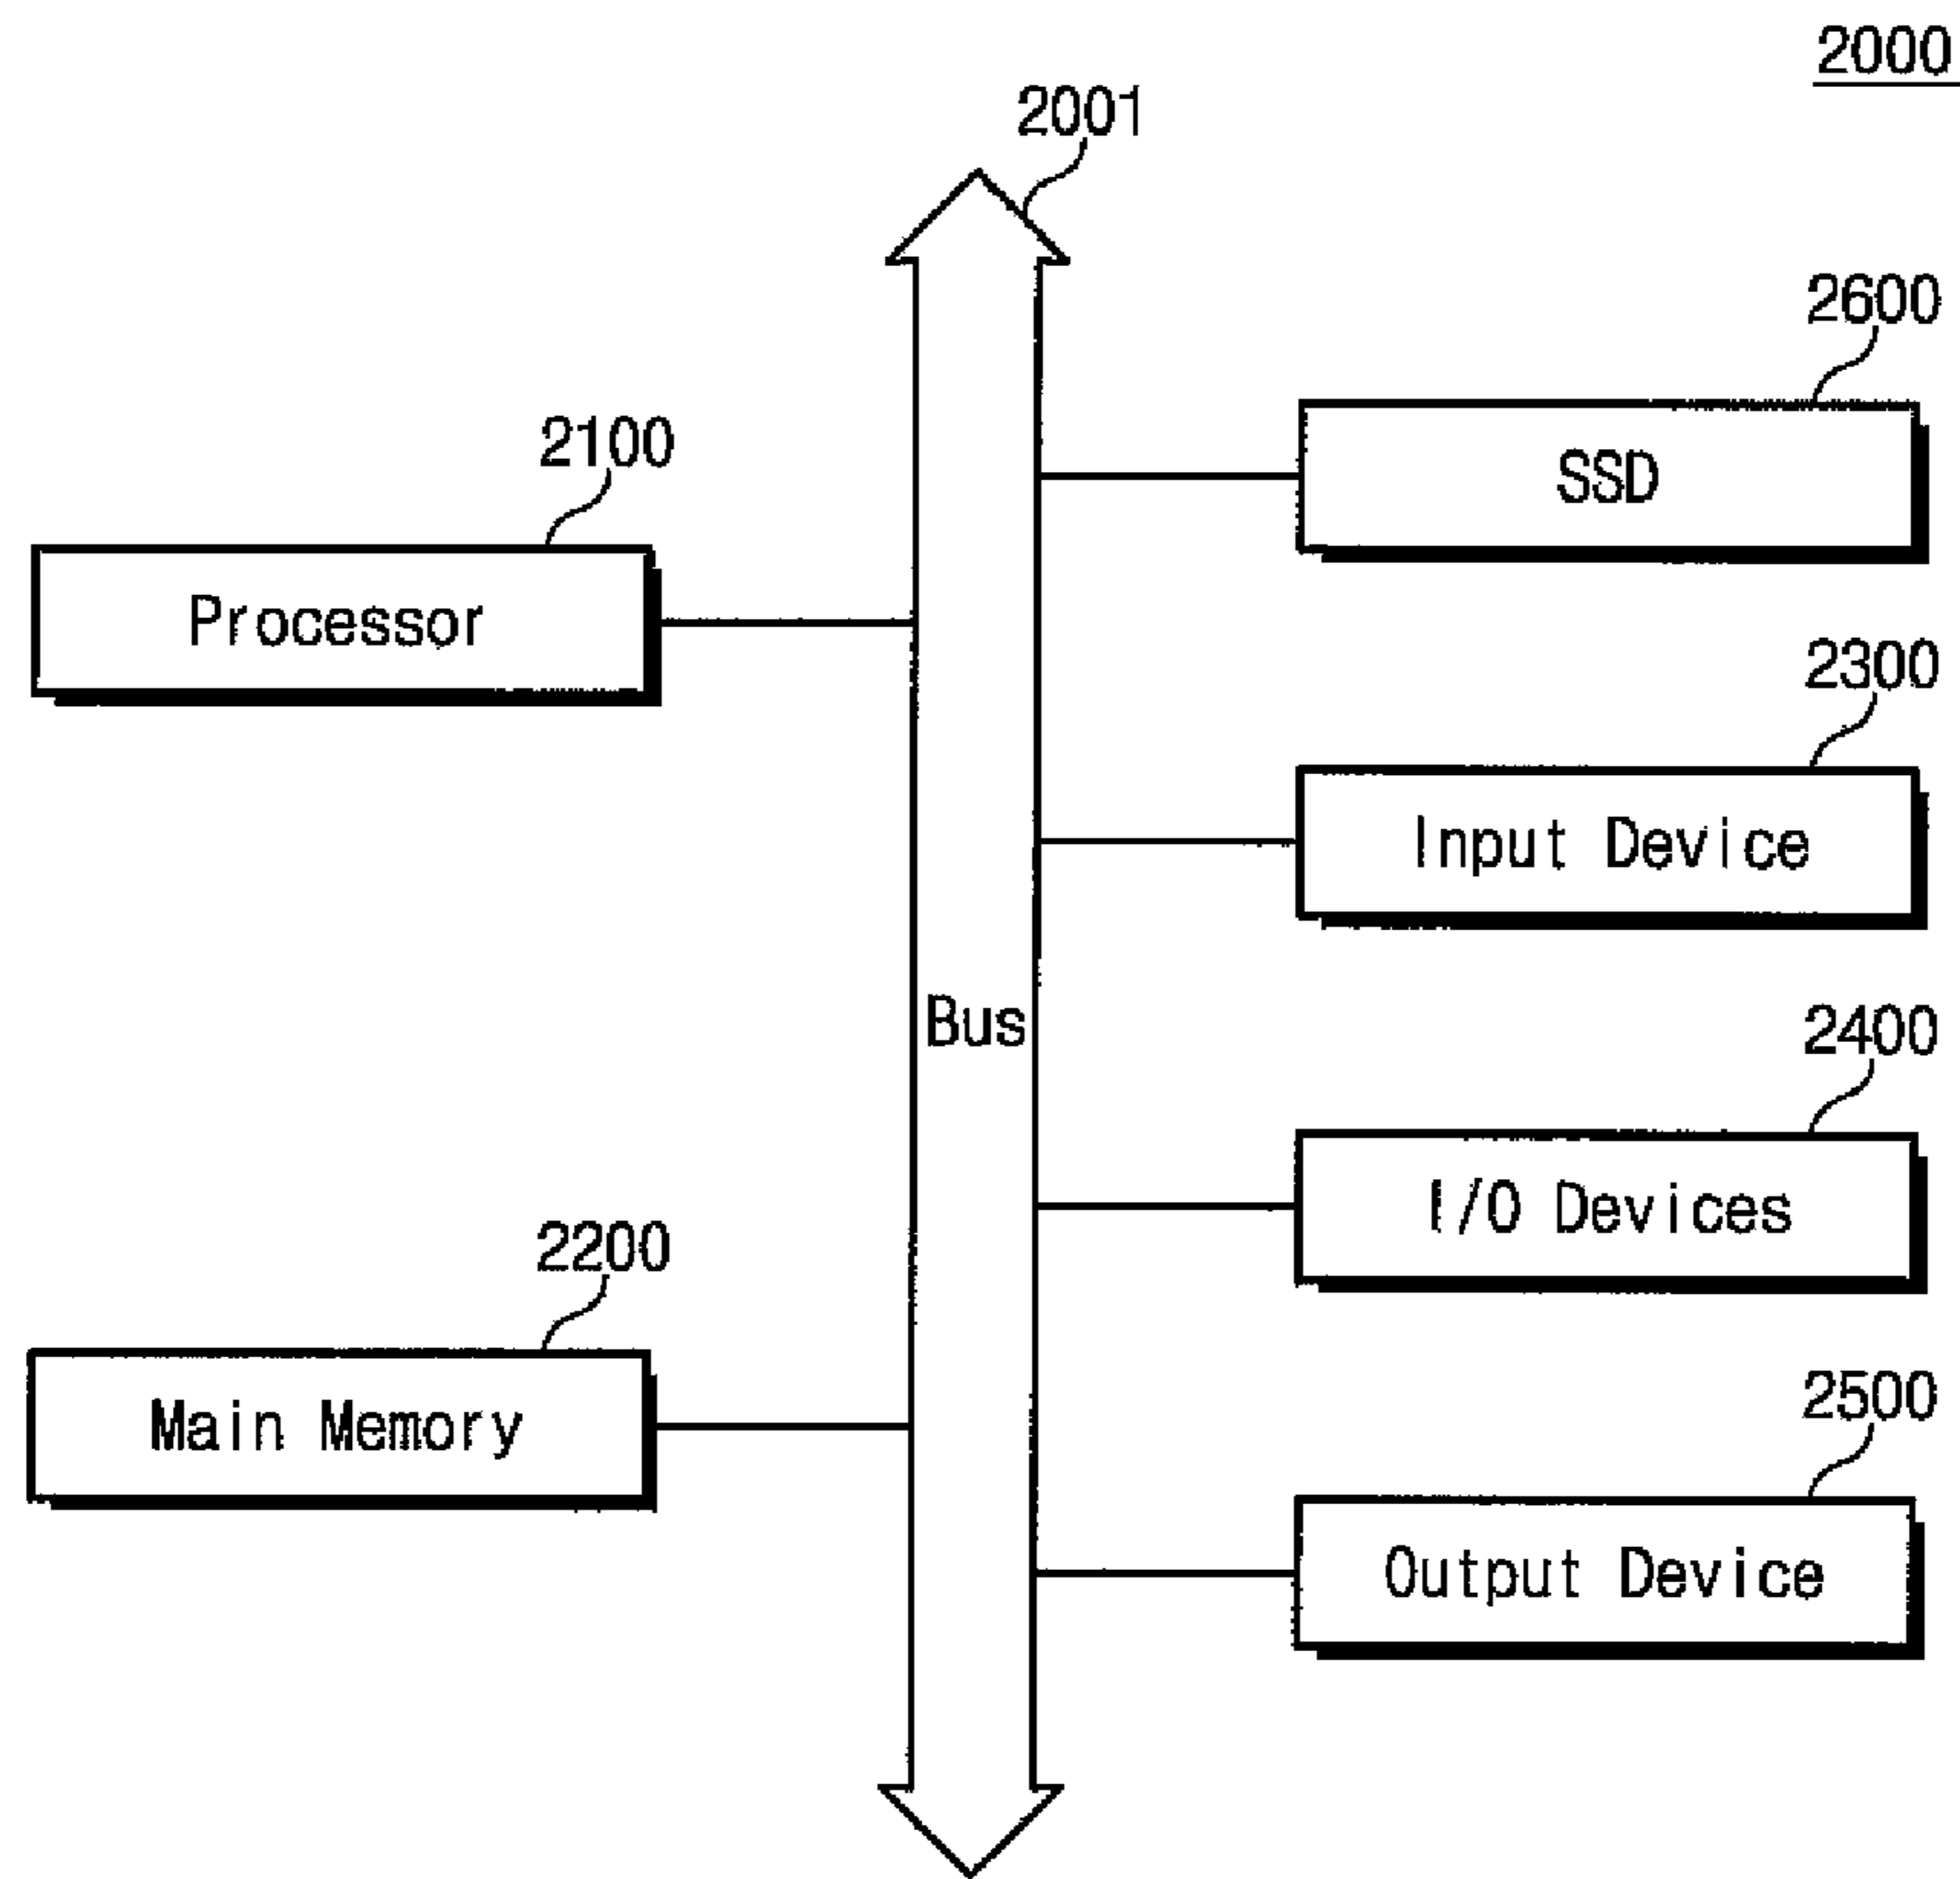 2000
2001
2600
SSD
2100
Processor
2300
Input Device
Bus
2400
I/O Devices
2200
Main Memory
2500
Output Device